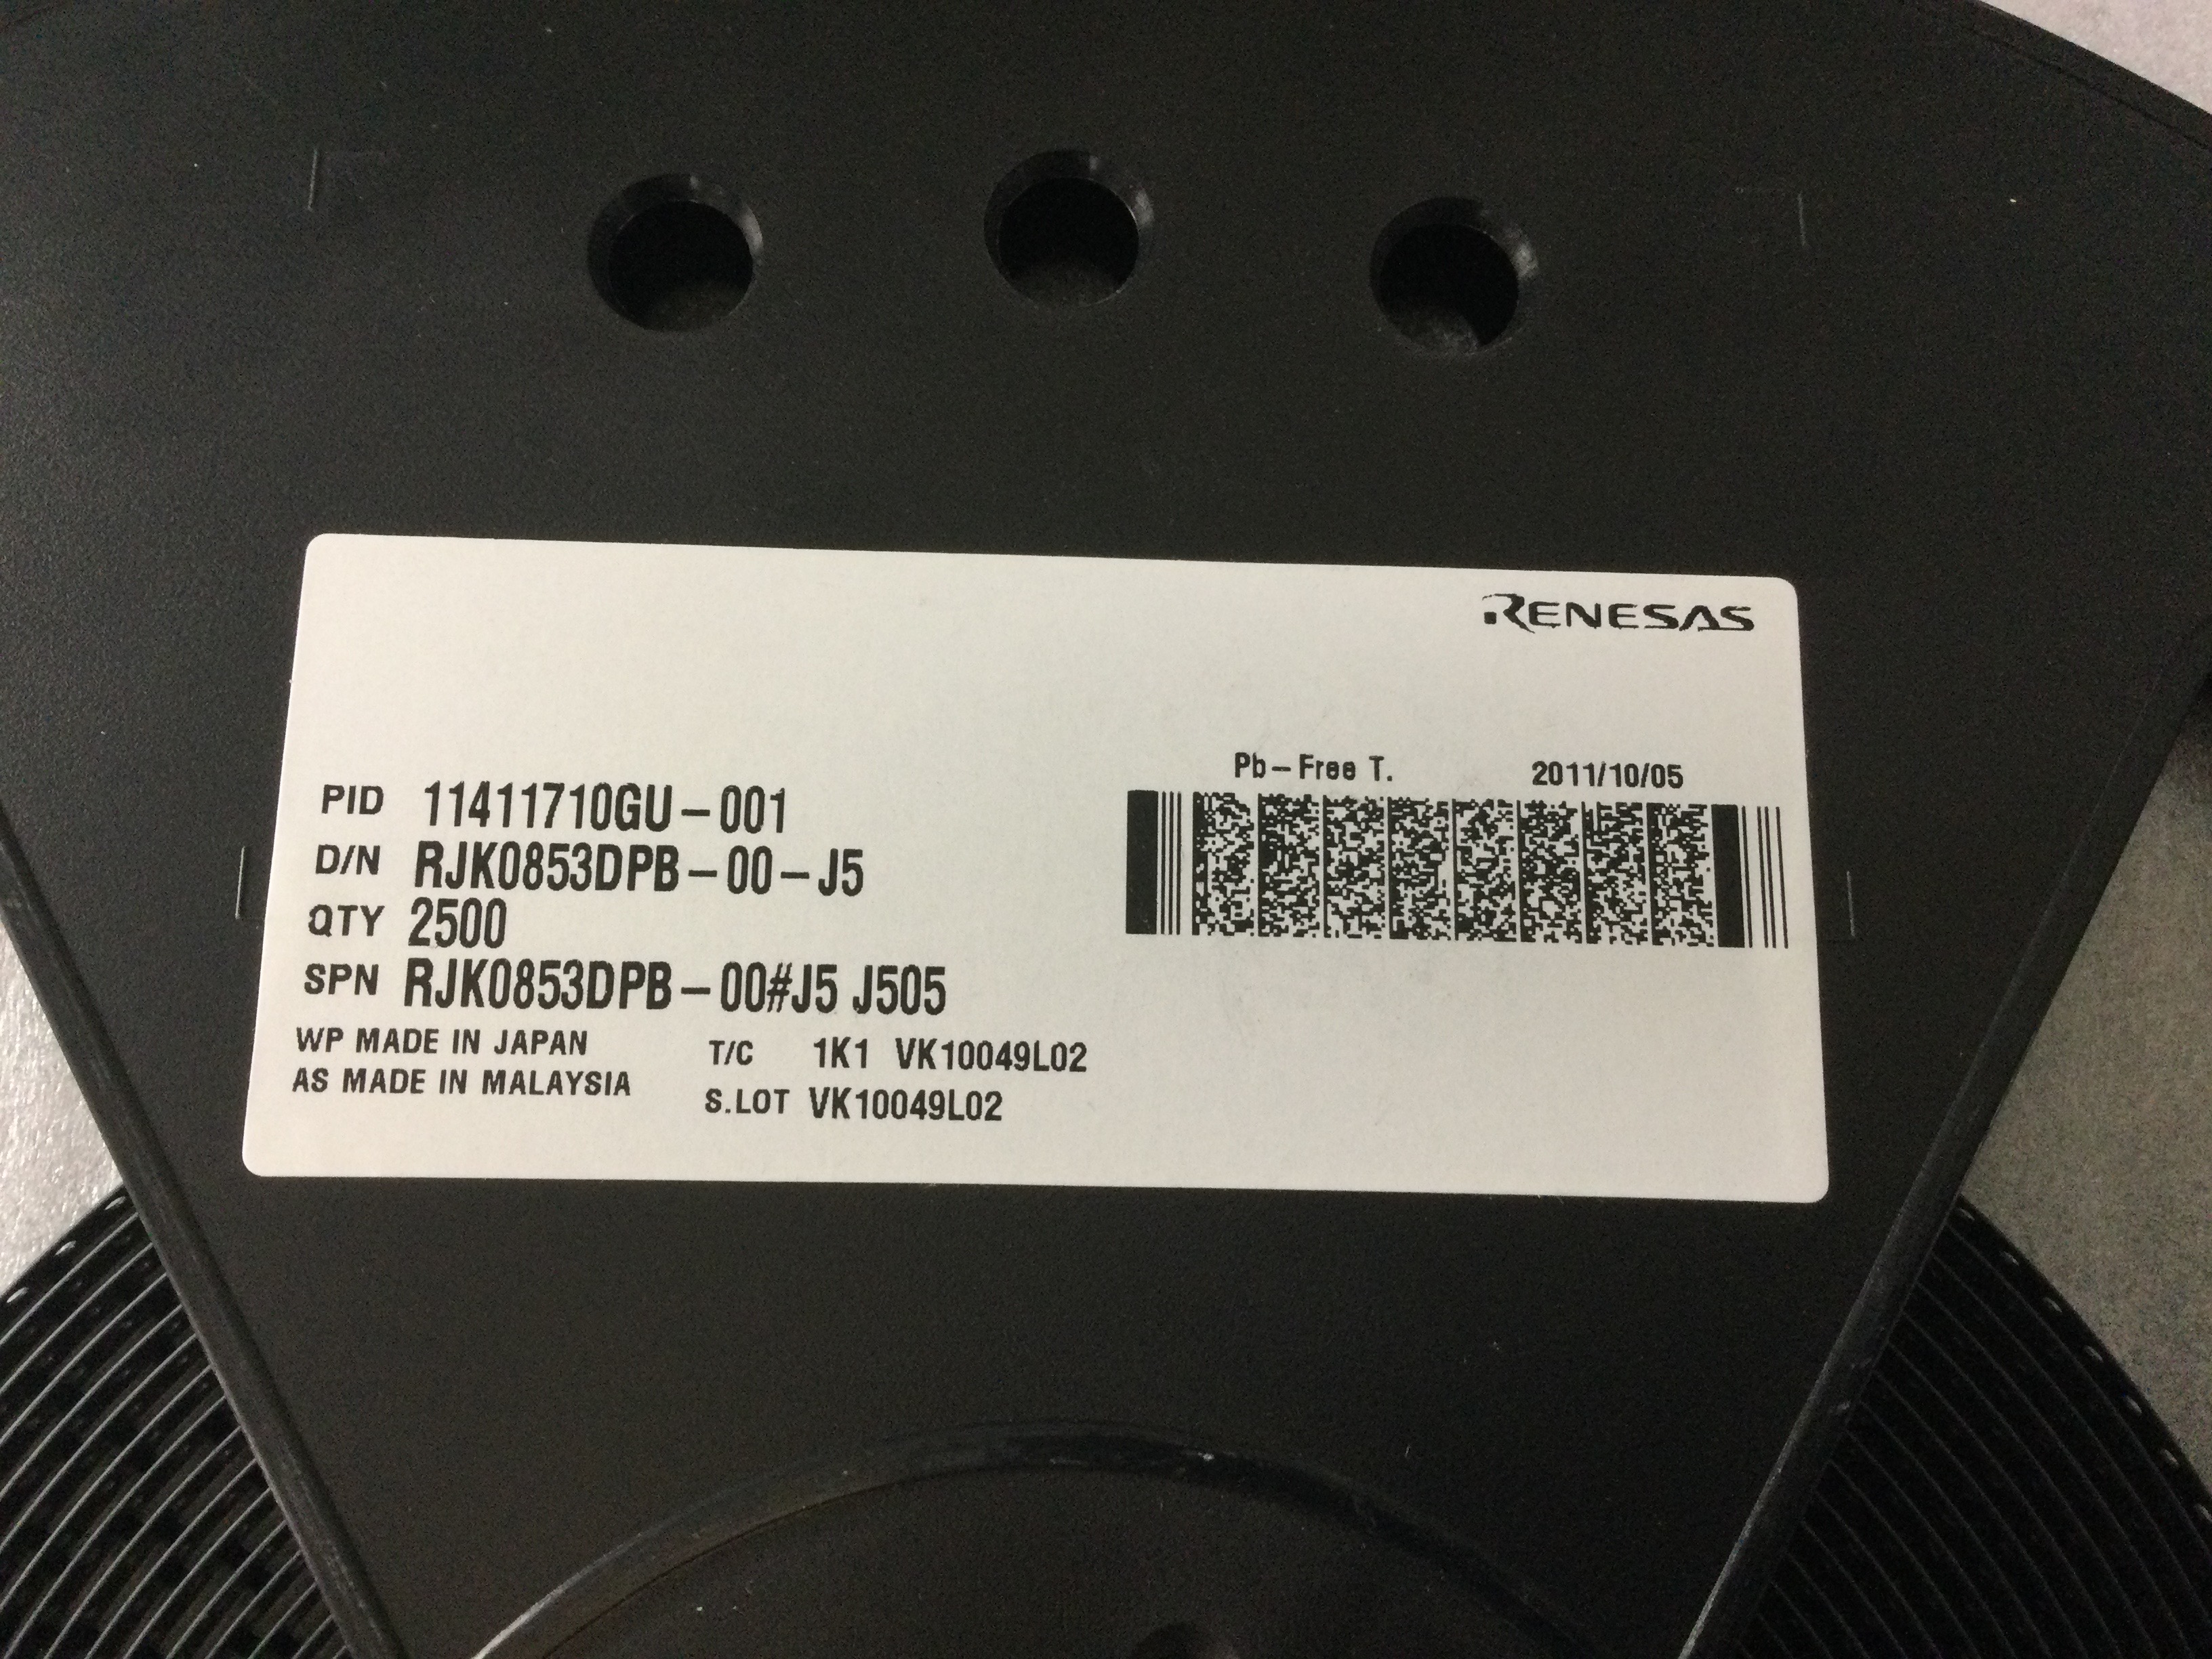 RENESAS
Pb-Free T. 2011/10/05
PID 11411710GU-001
D/N RJK0853DPB-00-J5
QTY 2500
SPN RJK0853DPB-00#J5 J505
WP MADE IN JAPAN
AS MADE IN MALAYSIA
T/C 1K1 VK10049L02
S.LOT VK10049L02